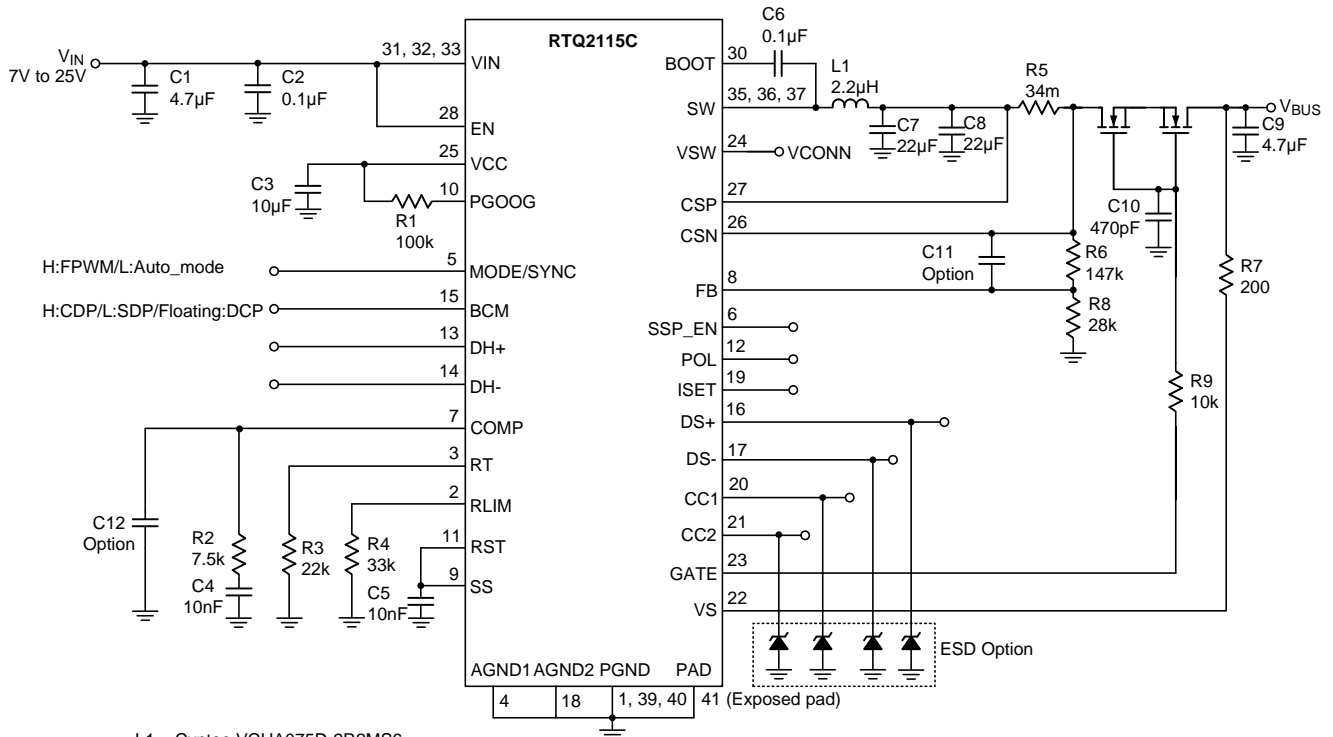 RTQ2115C
VIN
7V to 25V
C1
4.7µF
C2
0.1µF
31, 32, 33
VIN
28
EN
25
VCC
C3
10µF
10
PGOOG
R1
100k
H:FPWM/L:Auto_mode
5
MODE/SYNC
H:CDP/L:SDP/Floating:DCP
15
BCM
13
DH+
14
DH-
7
COMP
3
RT
2
RLIM
11
RST
9
SS
C12
Option
R2
7.5k
C4
10nF
R3
22k
R4
33k
C5
10nF
AGND1
AGND2
PGND
PAD
4
18
1, 39, 40
41 (Exposed pad)
BOOT
30
C6
0.1µF
SW
35, 36, 37
L1
2.2µH
C7
22µF
C8
22µF
R5
34m
VBUS
C9
4.7µF
VSW
24
VCONN
CSP
27
CSN
26
C10
470pF
C11
Option
R6
147k
R7
200
FB
8
R8
28k
SSP_EN
6
POL
12
ISET
19
R9
10k
DS+
16
DS-
17
CC1
20
CC2
21
GATE
23
VS
22
ESD Option